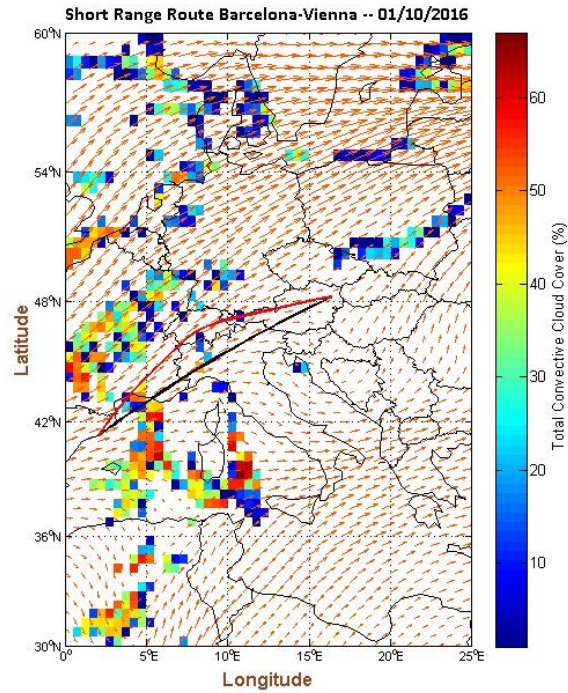 Short Range Route Barcelona-Vienna -- 01/10/2016
60°N
54°N
48°N
42°N
36°N
30°N
0°
5°E
10°E
15°E
20°E
25°E
Latitude
Longitude
60
50
40
30
20
10
Total Convective Cloud Cover (%)